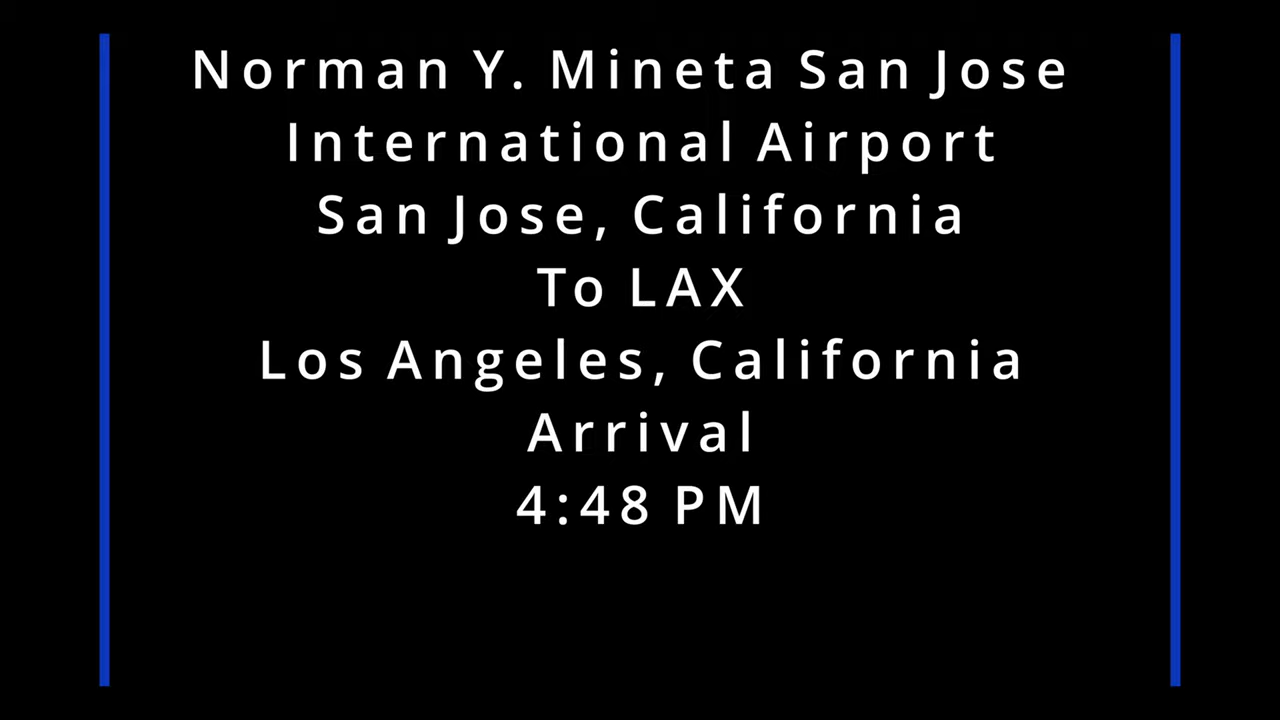 Norman Y. Mineta San Jose
International Airport
San Jose, California
To LAX
Los Angeles, California
Arrival
4:48 PM